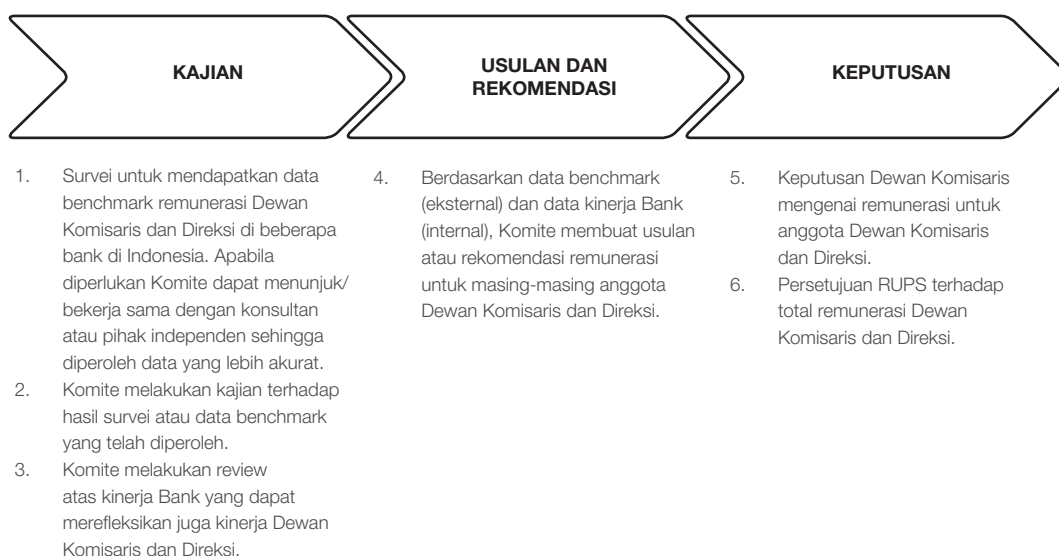 KAJIAN
USULAN DAN
REKOMENDASI
KEPUTUSAN
1. Survei untuk mendapatkan data
benchmark remunerasi Dewan
Komisaris dan Direksi di beberapa
bank di Indonesia. Apabila
diperlukan Komite dapat menunjuk/
bekerja sama dengan konsultan
atau pihak independen sehingga
diperoleh data yang lebih akurat.
2. Komite melakukan kajian terhadap
hasil survei atau data benchmark
yang telah diperoleh.
3. Komite melakukan review
atas kinerja Bank yang dapat
merefleksikan juga kinerja Dewan
Komisaris dan Direksi.
4. Berdasarkan data benchmark
(eksternal) dan data kinerja Bank
(internal), Komite membuat usulan
atau rekomendasi remunerasi
untuk masing-masing anggota
Dewan Komisaris dan Direksi.
5. Keputusan Dewan Komisaris
mengenai remunerasi untuk
anggota Dewan Komisaris
dan Direksi.
6. Persetujuan RUPS terhadap
total remunerasi Dewan
Komisaris dan Direksi.